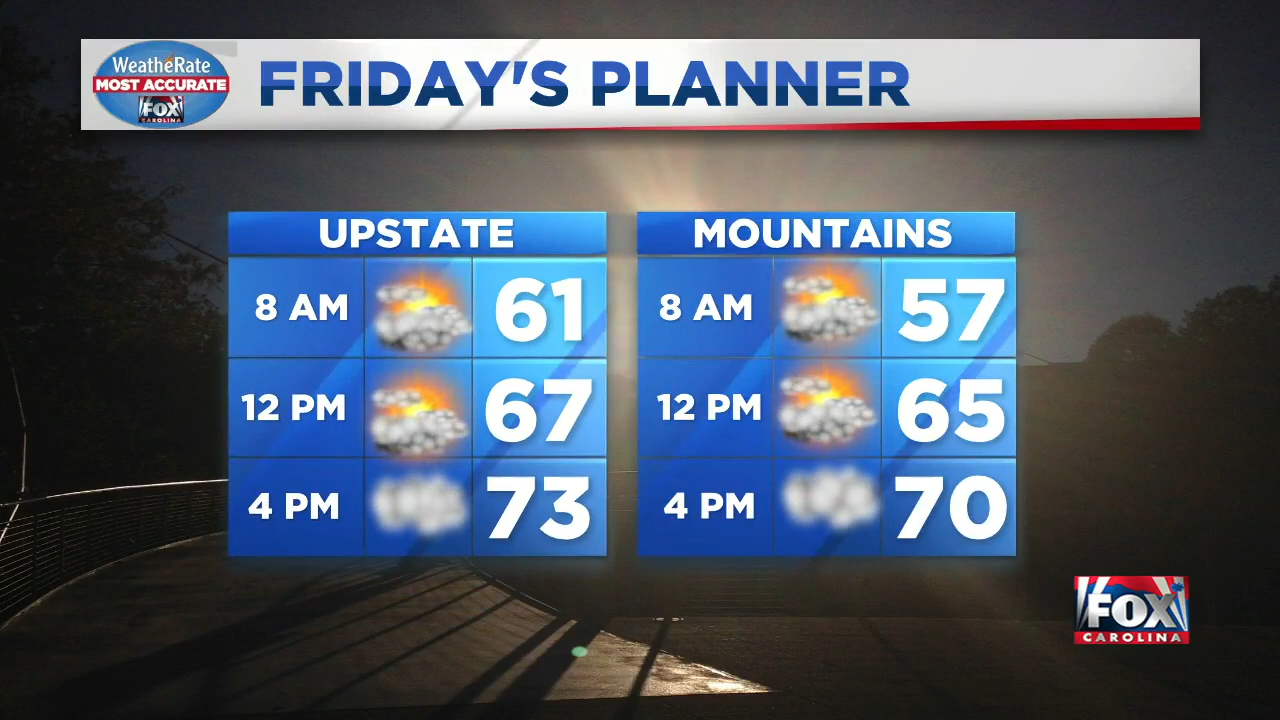 WeatheRate
MOST ACCURATE
FOX
CAROLINA
FRIDAY'S PLANNER
UPSTATE
8 AM 61
12 PM 67
4 PM 73
MOUNTAINS
8 AM 57
12 PM 65
4 PM 70
FOX
CAROLINA